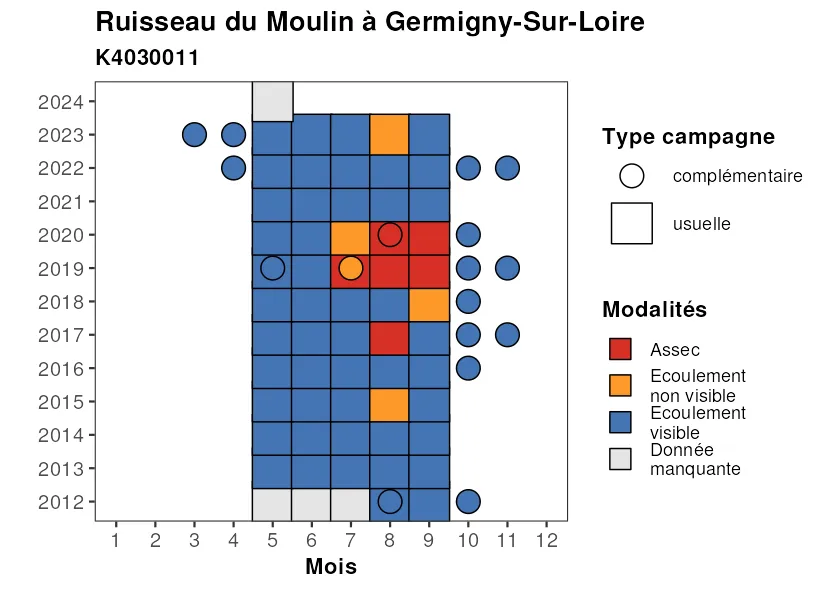 Ruisseau du Moulin à Germigny-Sur-Loire
K4030011
2024
2023
2022
2021
2020
2019
2018
2017
2016
2015
2014
2013
2012
1 2 3 4 5 6 7 8 9 10 11 12
Mois
Type campagne
complémentaire
usuelle
Modalités
Assec
Ecoulement
non visible
Ecoulement
visible
Donnée
manquante